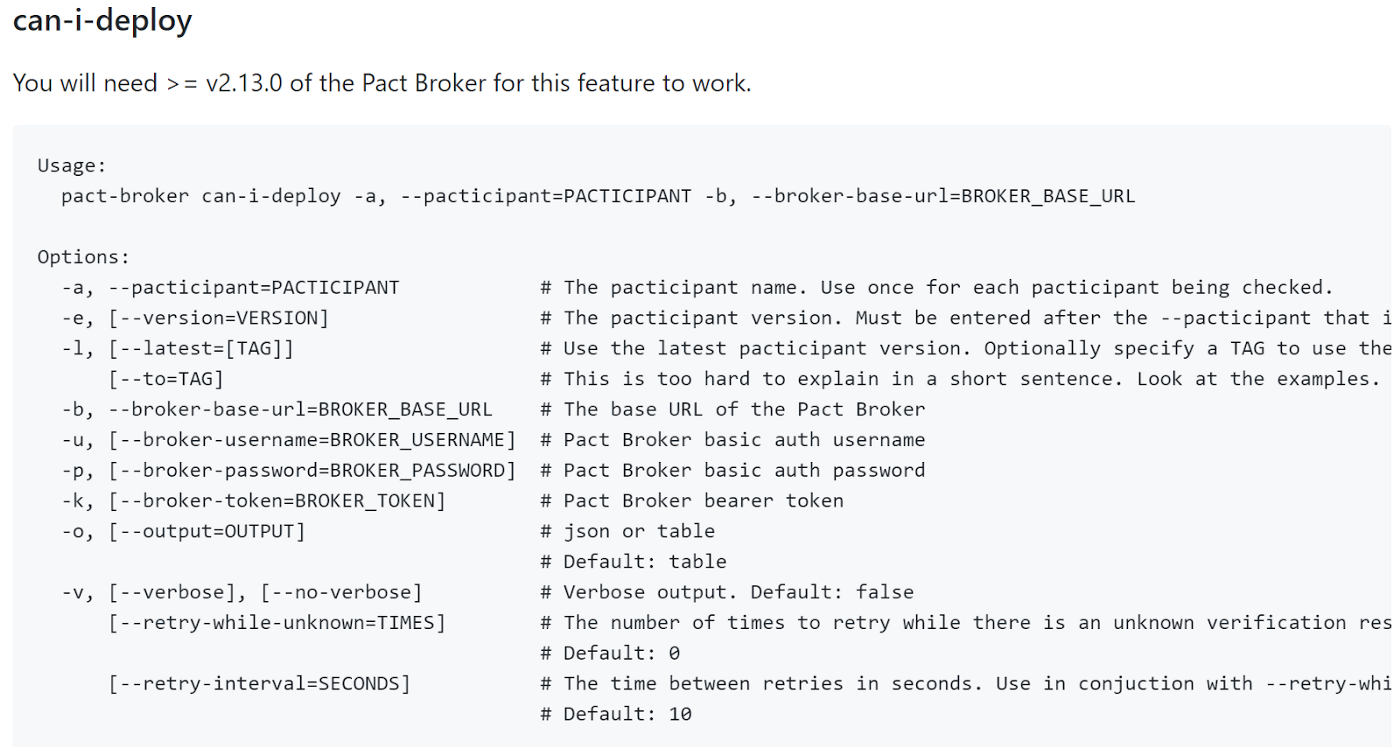 can-i-deploy
You will need >= v2.13.0 of the Pact Broker for this feature to work.
Usage:
  pact-broker can-i-deploy -a, --pacticipant=PACTICIPANT -b, --broker-base-url=BROKER_BASE_URL
Options:
  -a, --pacticipant=PACTICIPANT            # The pacticipant name. Use once for each pacticipant being checked.
  -e, [--version=VERSION]                  # The pacticipant version. Must be entered after the --pacticipant that i
  -l, [--latest=[TAG]]                     # Use the latest pacticipant version. Optionally specify a TAG to use the
      [--to=TAG]                           # This is too hard to explain in a short sentence. Look at the examples.
  -b, --broker-base-url=BROKER_BASE_URL    # The base URL of the Pact Broker
  -u, [--broker-username=BROKER_USERNAME]  # Pact Broker basic auth username
  -p, [--broker-password=BROKER_PASSWORD]  # Pact Broker basic auth password
  -k, [--broker-token=BROKER_TOKEN]        # Pact Broker bearer token
  -o, [--output=OUTPUT]                    # json or table
                                           # Default: table
  -v, [--verbose], [--no-verbose]          # Verbose output. Default: false
      [--retry-while-unknown=TIMES]        # The number of times to retry while there is an unknown verification res
                                           # Default: 0
      [--retry-interval=SECONDS]           # The time between retries in seconds. Use in conjuction with --retry-whi
                                           # Default: 10